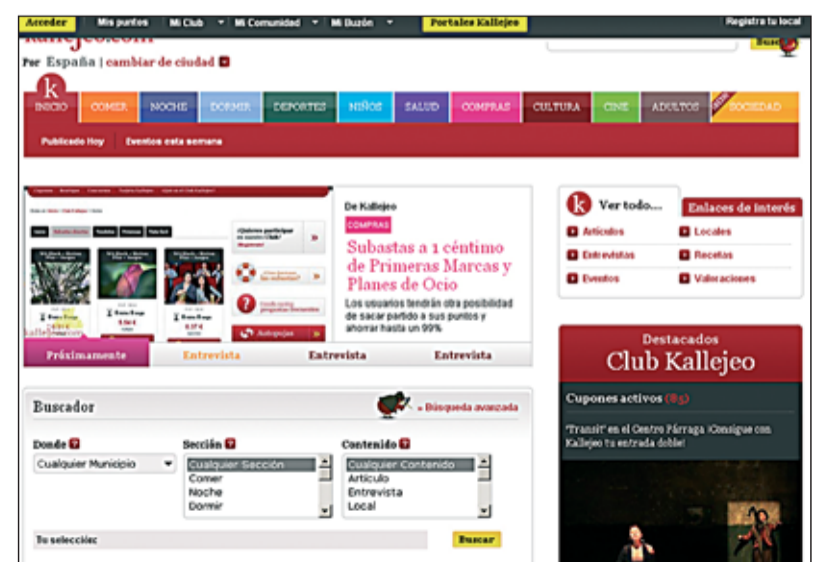 Acceder Mis puntos Mi Club Mi Comunidad Mi Buzón Portales Kallejeo Registra tu local
kallejeo.com
Por España | cambiar de ciudad
k
INICIO COMER NOCHE DORMIR DEPORTES NIÑOS SALUD COMPRAS CULTURA CINE ADULTOS SOCIEDAD
Publicado Hoy Eventos esta semana
De Kallejeo
COMPRAS
Subastas a 1 céntimo
de Primeras Marcas y
Planes de Ocio
Los usuarios tendrán otra posibilidad
de sacar partido a sus puntos y
ahorrar hasta un 99%
Autopujas
Próximamente Entrevista Entrevista Entrevista
k Ver todo... Enlaces de interés
Artículos Locales
Entrevistas Recetas
Eventos Valoraciones
Destacados
Club Kallejeo
Cupones activos (85)
'Transit' en el Centro Párraga ¡Consigue con
Kallejeo tu entrada doble!
Buscador » Búsqueda avanzada
Donde ? Sección ? Contenido ?
Cualquier Municipio Cualquier Sección Cualquier Contenido
Comer Artículo
Noche Entrevista
Dormir Local
Tu selección: Buscar